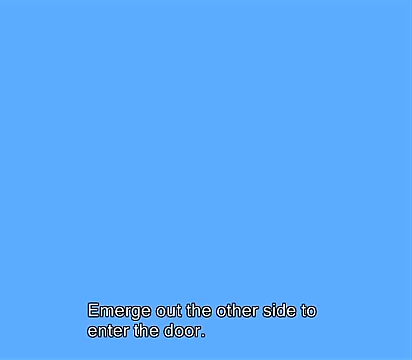 Emerge out the other side to
enter the door.